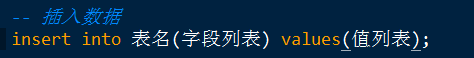 -- 插入数据
insert into 表名(字段列表) values(值列表);